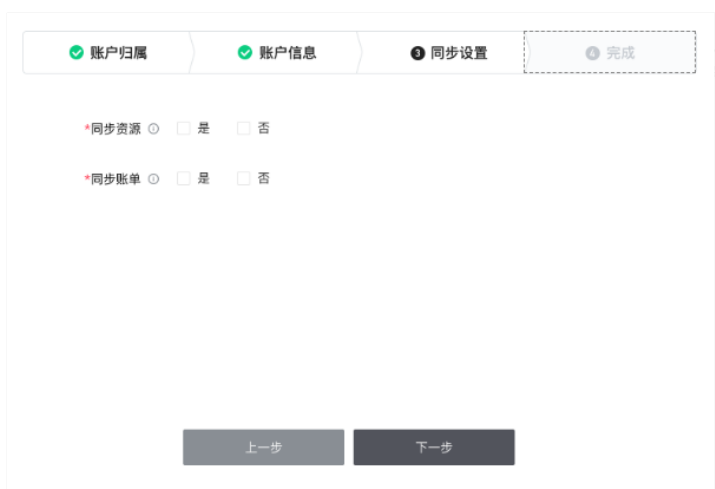 账户归属 账户信息 3 同步设置 4 完成
*同步资源 是 否
*同步账单 是 否
上一步 下一步